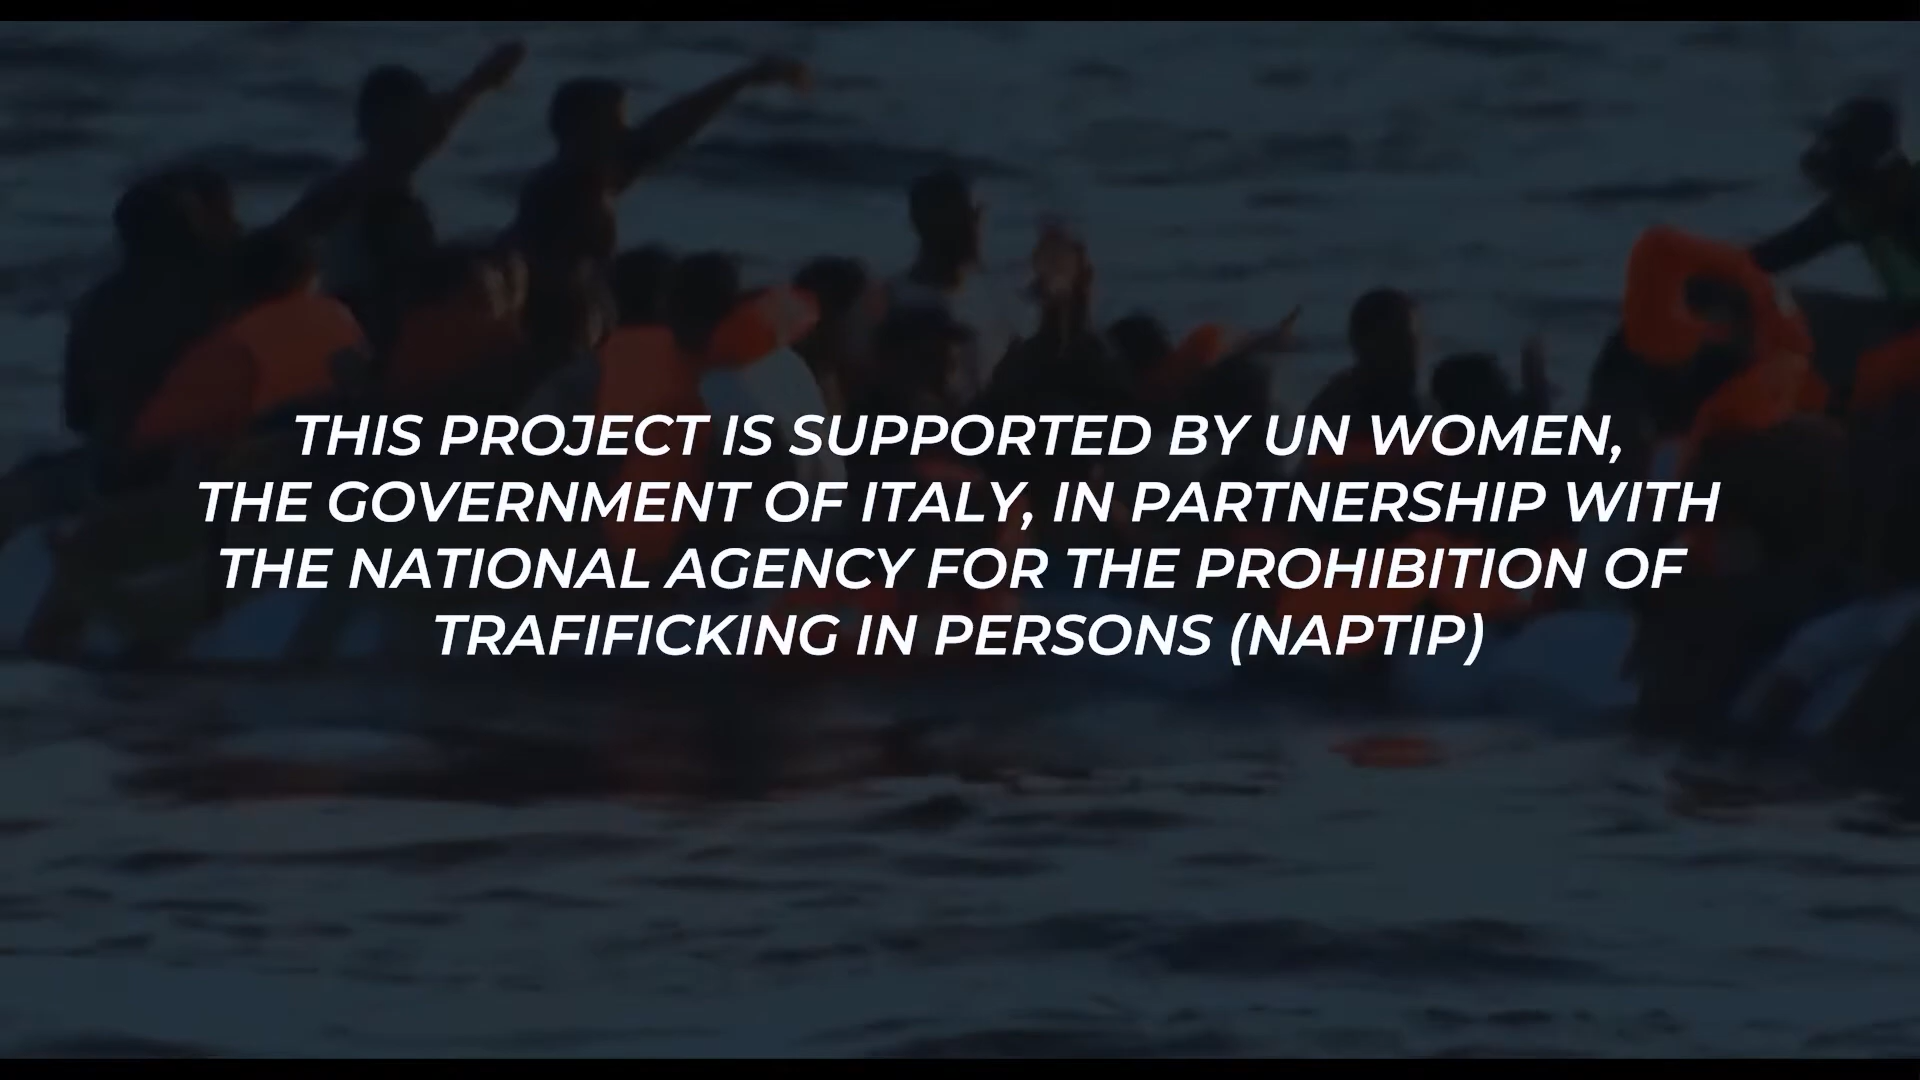 THIS PROJECT IS SUPPORTED BY UN WOMEN,
THE GOVERNMENT OF ITALY, IN PARTNERSHIP WITH
THE NATIONAL AGENCY FOR THE PROHIBITION OF
TRAFIFICKING IN PERSONS (NAPTIP)